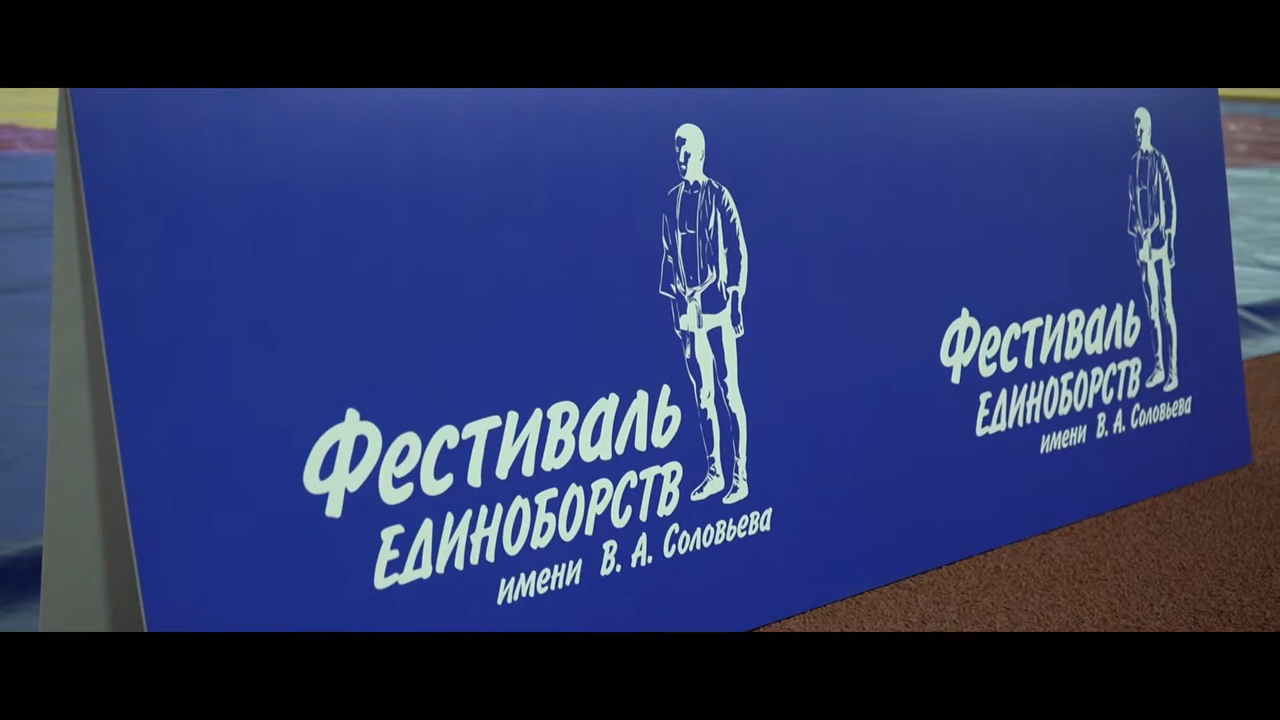 Фестиваль
ЕДИНОБОРСТВ
имени В. А. Соловьева
Фестиваль
ЕДИНОБОРСТВ
имени В. А. Соловьева